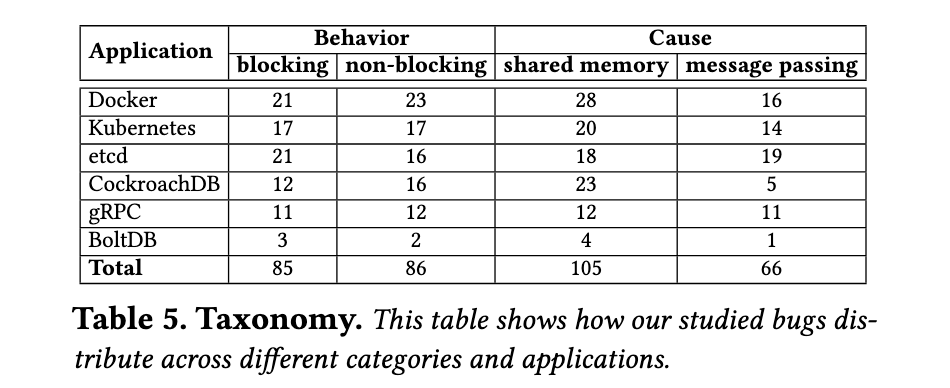 Application Behavior Cause
blocking non-blocking shared memory message passing
Docker 21 23 28 16
Kubernetes 17 17 20 14
etcd 21 16 18 19
CockroachDB 12 16 23 5
gRPC 11 12 12 11
BoltDB 3 2 4 1
Total 85 86 105 66
Table 5. Taxonomy. This table shows how our studied bugs dis-
tribute across different categories and applications.